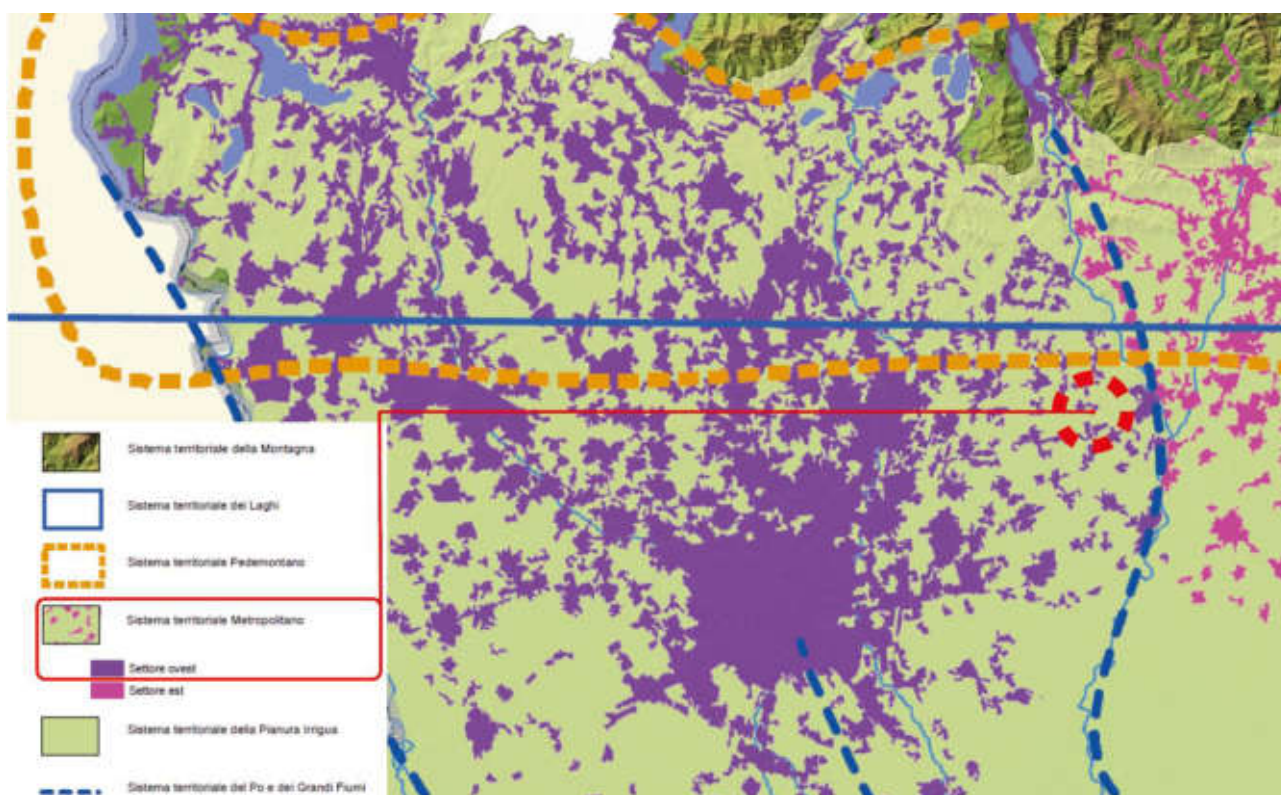 Sistema territoriale della Montagna
Sistema territoriale dei Laghi
Sistema territoriale Pedemontano
Sistema territoriale Metropolitano
Settore ovest
Settore est
Sistema territoriale della Pianura Irrigua
Sistema territoriale del Po e dei Grandi Fiumi